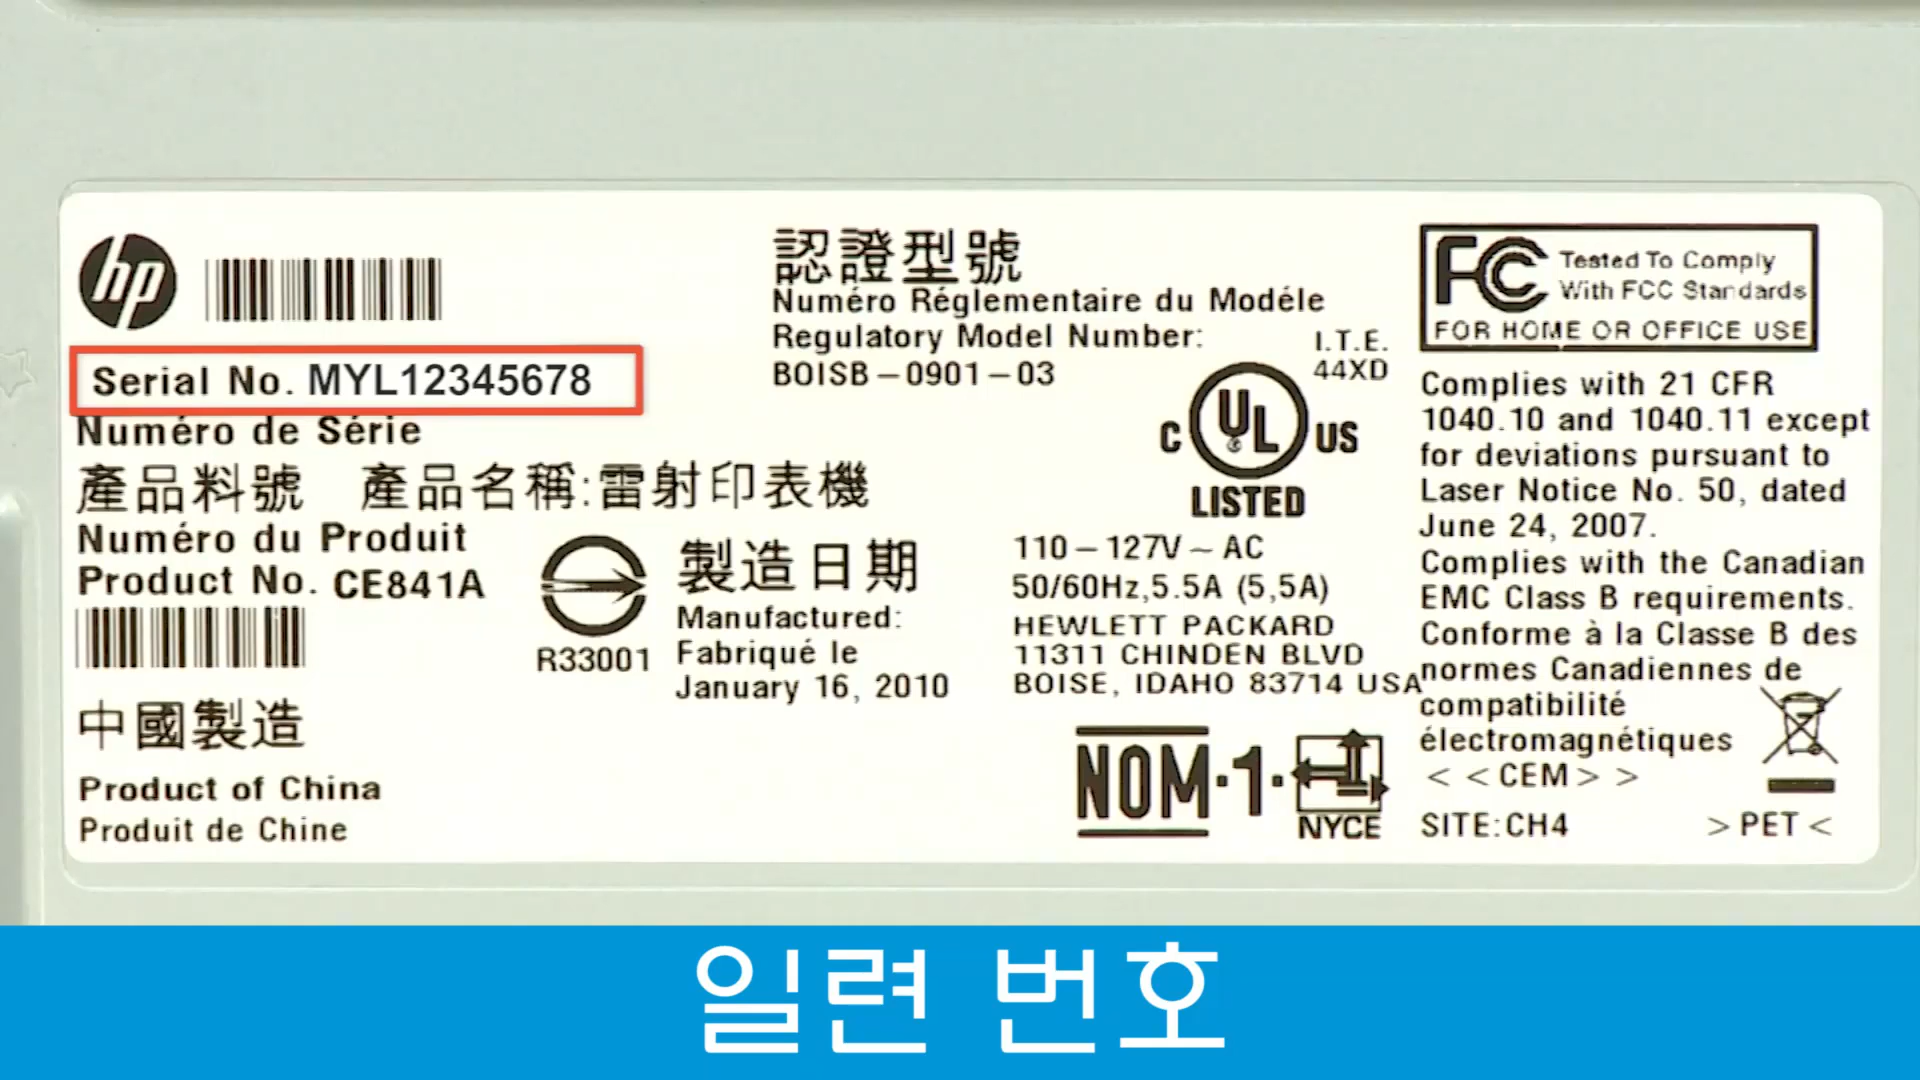 hp
Serial No. MYL12345678
Numéro de Série
產品料號 產品名稱:雷射印表機
Numéro du Produit
Product No. CE841A
中國製造
Product of China
Produit de Chine
R33001
製造日期
Manufactured:
Fabriqué le
January 16, 2010
認證型號
Numéro Réglementaire du Modéle
Regulatory Model Number:
BOISB-0901-03
I.T.E.
44XD
C UL US
LISTED
110-127V~AC
50/60Hz,5.5A (5,5A)
HEWLETT PACKARD
11311 CHINDEN BLVD
BOISE, IDAHO 83714 USA
NOM·1·
NYCE
FC Tested To Comply
With FCC Standards
FOR HOME OR OFFICE USE
Complies with 21 CFR
1040.10 and 1040.11 except
for deviations pursuant to
Laser Notice No. 50, dated
June 24, 2007.
Complies with the Canadian
EMC Class B requirements.
Conforme à la Classe B des
normes Canadiennes de
compatibilité
électromagnétiques
<<CEM>>
SITE:CH4 >PET<
일련 번호